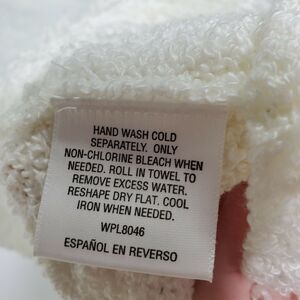 HAND WASH COLD
SEPARATELY. ONLY
NON-CHLORINE BLEACH WHEN
NEEDED. ROLL IN TOWEL TO
REMOVE EXCESS WATER.
RESHAPE DRY FLAT. COOL
IRON WHEN NEEDED.
WPL8046
ESPAÑOL EN REVERSO